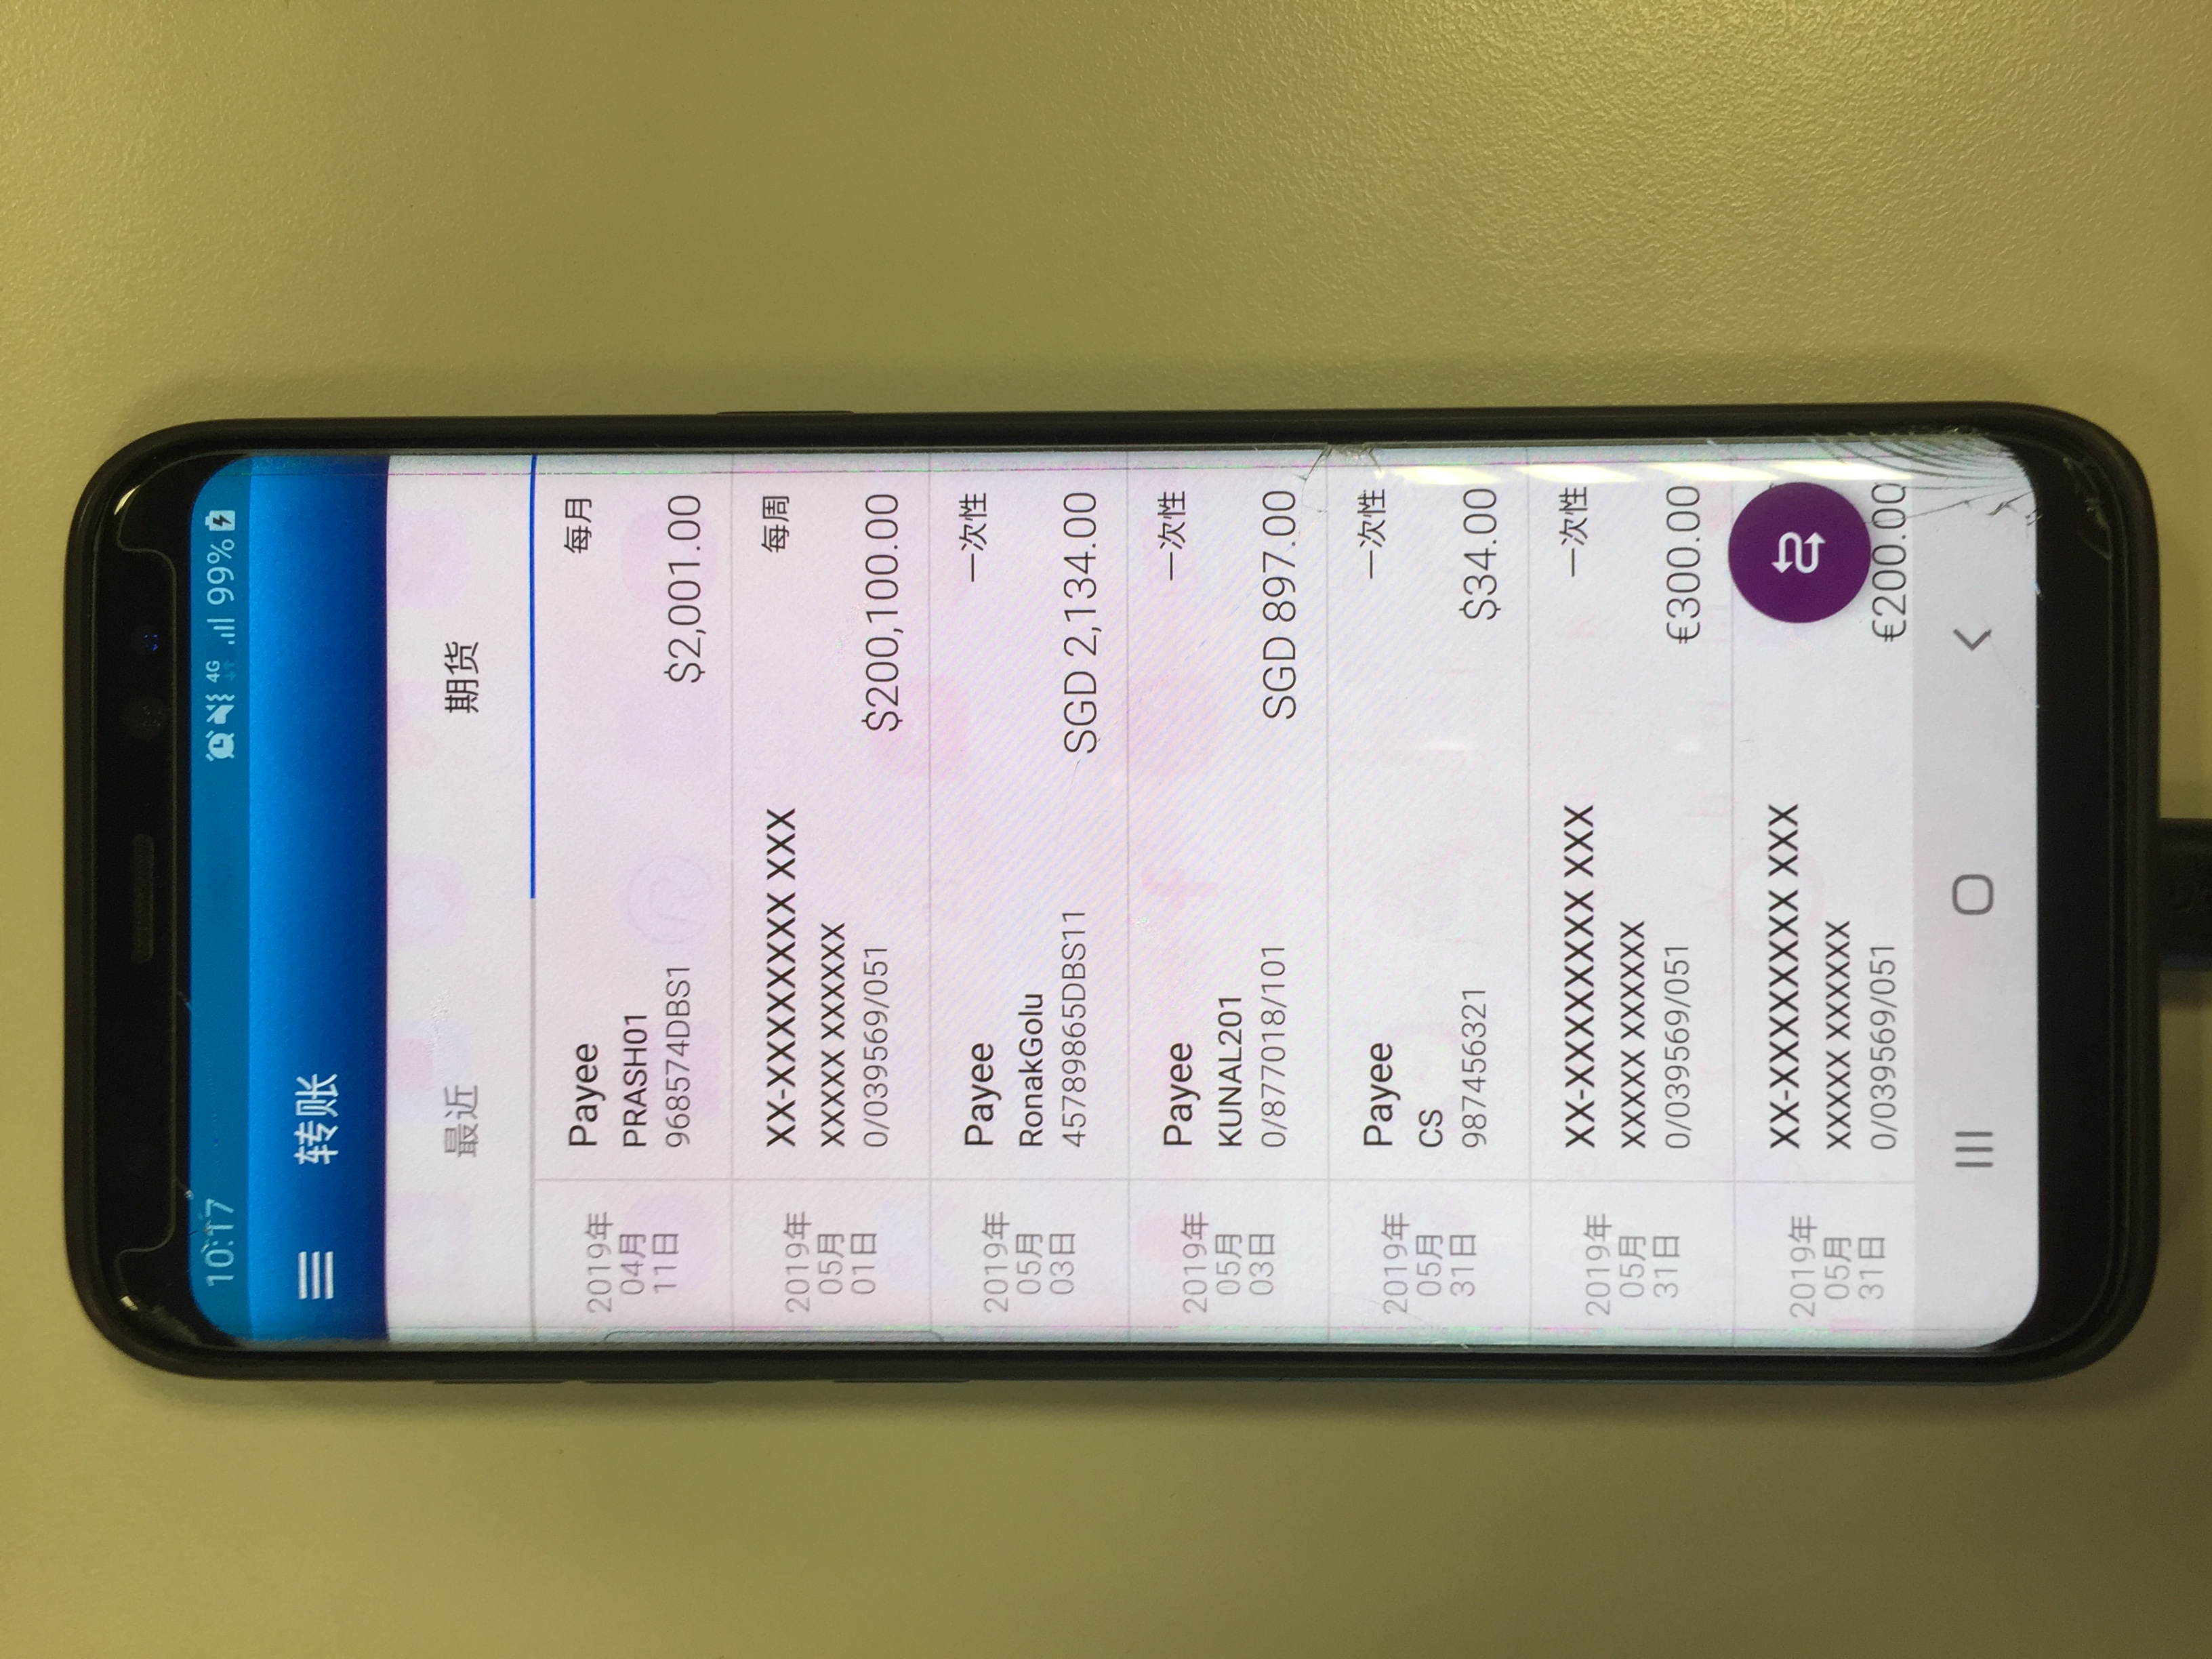 10:17
4G
99%
转账
最近
期货
2019年
04月
11日
Payee
PRASH01
968574DBS1
每月
$2,001.00
2019年
05月
01日
XX-XXXXXXXX XXX
XXXXX XXXXXX
0/039569/051
每周
$200,100.00
2019年
05月
03日
Payee
RonakGolu
45789865DBS11
一次性
SGD 2,134.00
2019年
05月
03日
Payee
KUNAL201
0/877018/101
一次性
SGD 897.00
2019年
05月
31日
Payee
CS
987456321
一次性
$34.00
2019年
05月
31日
XX-XXXXXXXX XXX
XXXXX XXXXXX
0/039569/051
一次性
€300.00
2019年
05月
31日
XX-XXXXXXXX XXX
XXXXX XXXXXX
0/039569/051
€200.00